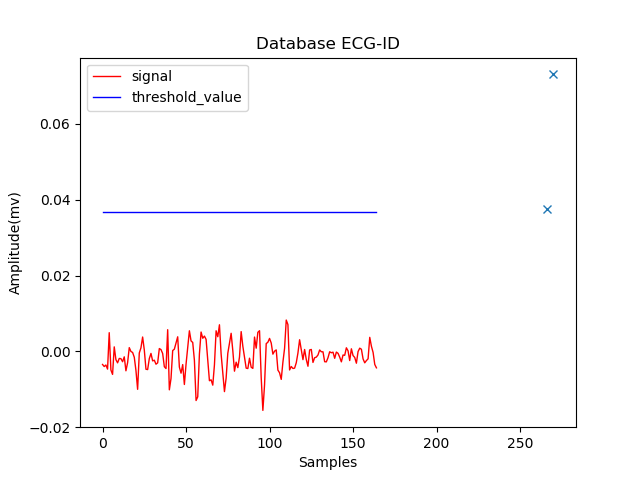 Database ECG-ID
signal
threshold_value
Amplitude(mv)
0.06
0.04
0.02
0.00
−0.02
0 50 100 150 200 250
Samples